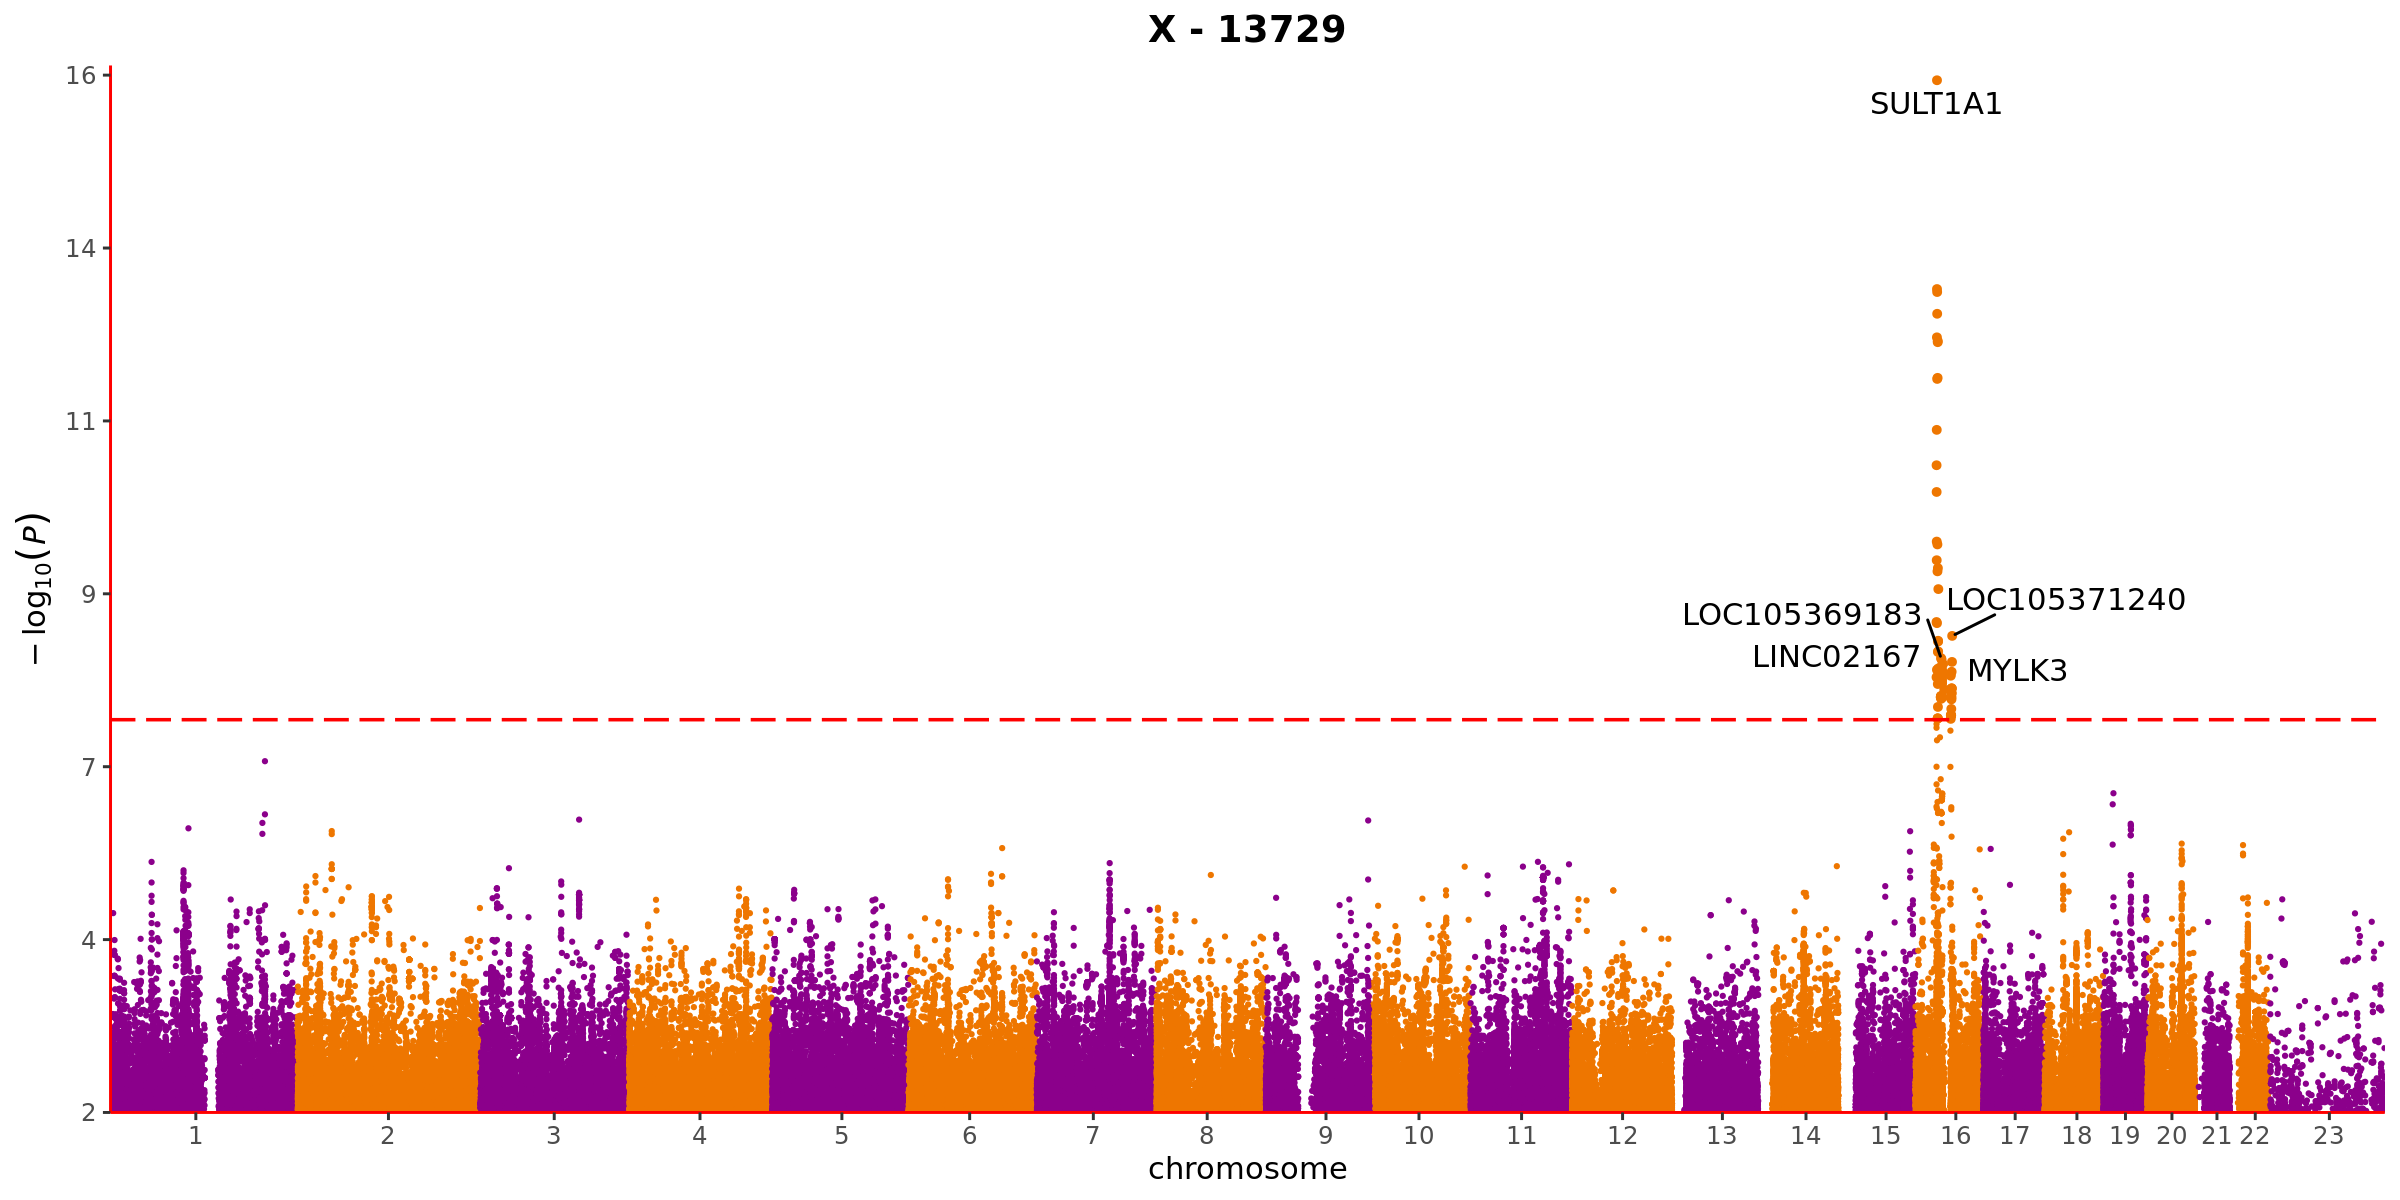 X - 13729
16
SULT1A1
14
11
9
LOC105371240
LOC105369183
LINC02167
MYLK3
− log10(P)
7
4
2
1 2 3 4 5 6 7 8 9 10 11 12 13 14 15 16 17 18 19 20 21 22 23
chromosome